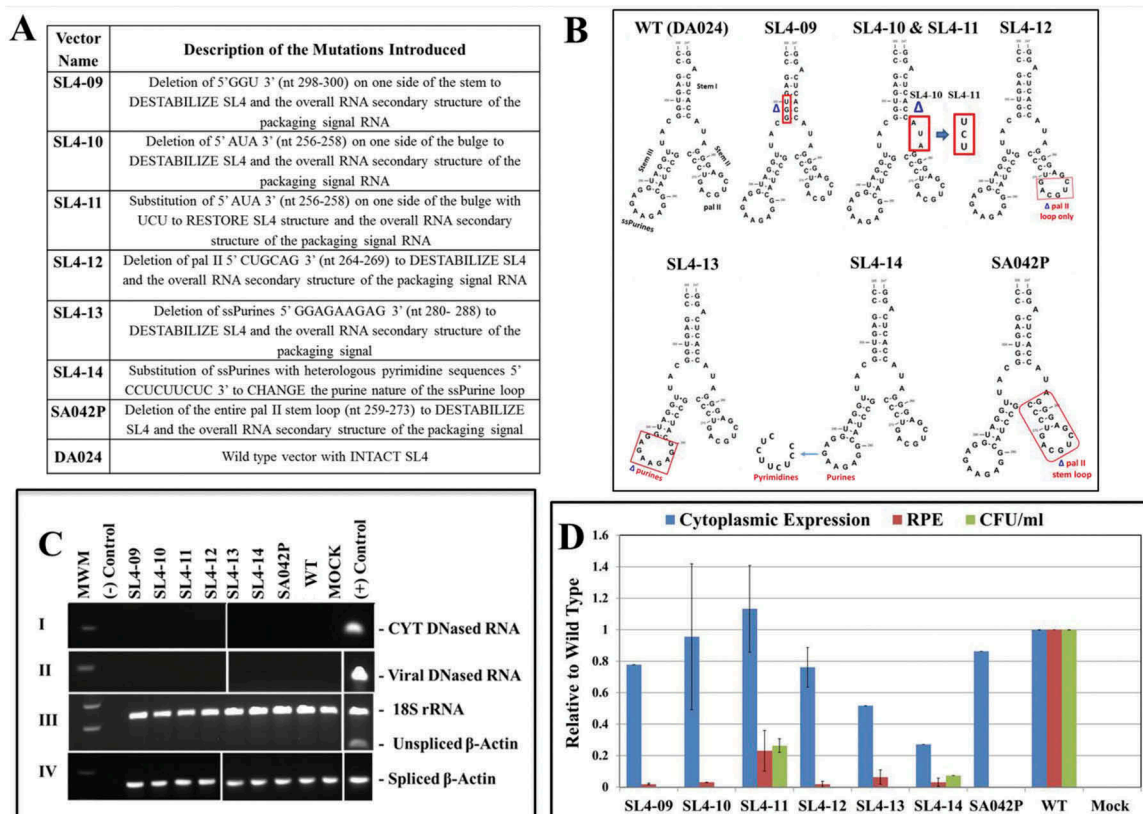 A
Vector Name
Description of the Mutations Introduced
SL4-09
Deletion of 5'GGU 3' (nt 298-300) on one side of the stem to
DESTABILIZE SL4 and the overall RNA secondary structure of the
packaging signal RNA
SL4-10
Deletion of 5' AUA 3' (nt 256-258) on one side of the bulge to
DESTABILIZE SL4 and the overall RNA secondary structure of the
packaging signal RNA
SL4-11
Substitution of 5' AUA 3' (nt 256-258) on one side of the bulge with
UCU to RESTORE SL4 structure and the overall RNA secondary
structure of the packaging signal RNA
SL4-12
Deletion of pal II 5' CUGCAG 3' (nt 264-269) to DESTABILIZE SL4
and the overall RNA secondary structure of the packaging signal RNA
SL4-13
Deletion of ssPurines 5' GGAGAAGAG 3' (nt 280- 288) to
DESTABILIZE SL4 and the overall RNA secondary structure of the
packaging signal
SL4-14
Substitution of ssPurines with heterologous pyrimidine sequences 5'
CCUCUUCUC 3' to CHANGE the purine nature of the ssPurine loop
SA042P
Deletion of the entire pal II stem loop (nt 259-273) to DESTABILIZE
SL4 and the overall RNA secondary structure of the packaging signal
DA024
Wild type vector with INTACT SL4
B
WT (DA024)
SL4-09
SL4-10 & SL4-11
SL4-12
Stem I
Stem II
Stem III
pal II
ssPurines
Δ
SL4-10
Δ
SL4-11
A
U
A
U
C
U
Δ pal II
loop only
SL4-13
SL4-14
SA042P
Δ purines
Pyrimidines
Purines
Δ pal II
stem loop
C
MWM
(-) Control
SL4-09
SL4-10
SL4-11
SL4-12
SL4-13
SL4-14
SA042P
WT
MOCK
(+) Control
I
- CYT DNased RNA
II
- Viral DNased RNA
III
- 18S rRNA
- Unspliced β-Actin
IV
- Spliced β-Actin
D
Cytoplasmic Expression
RPE
CFU/ml
Relative to Wild Type
1.6
1.4
1.2
1
0.8
0.6
0.4
0.2
0
SL4-09
SL4-10
SL4-11
SL4-12
SL4-13
SL4-14
SA042P
WT
Mock